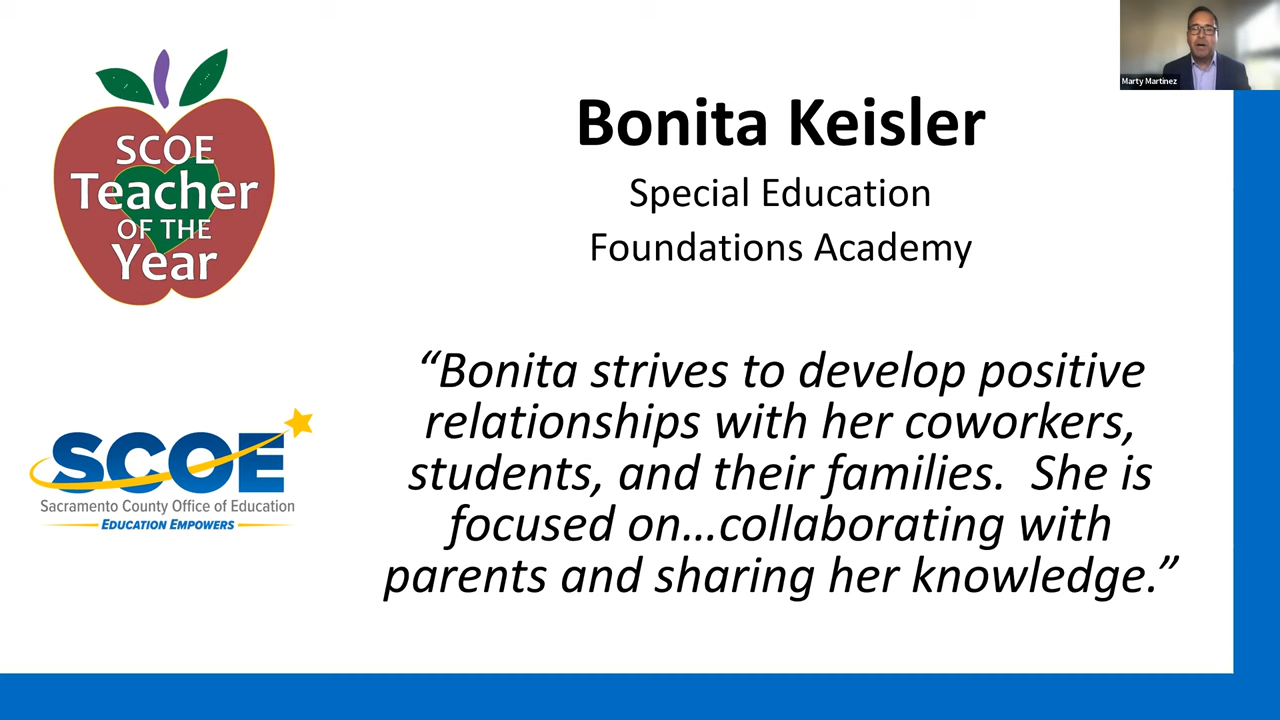 SCOE
Teacher
OF THE
Year
Marty Martinez
Bonita Keisler
Special Education
Foundations Academy
“Bonita strives to develop positive
relationships with her coworkers,
students, and their families.  She is
focused on…collaborating with
parents and sharing her knowledge.”
SCOE
Sacramento County Office of Education
EDUCATION EMPOWERS